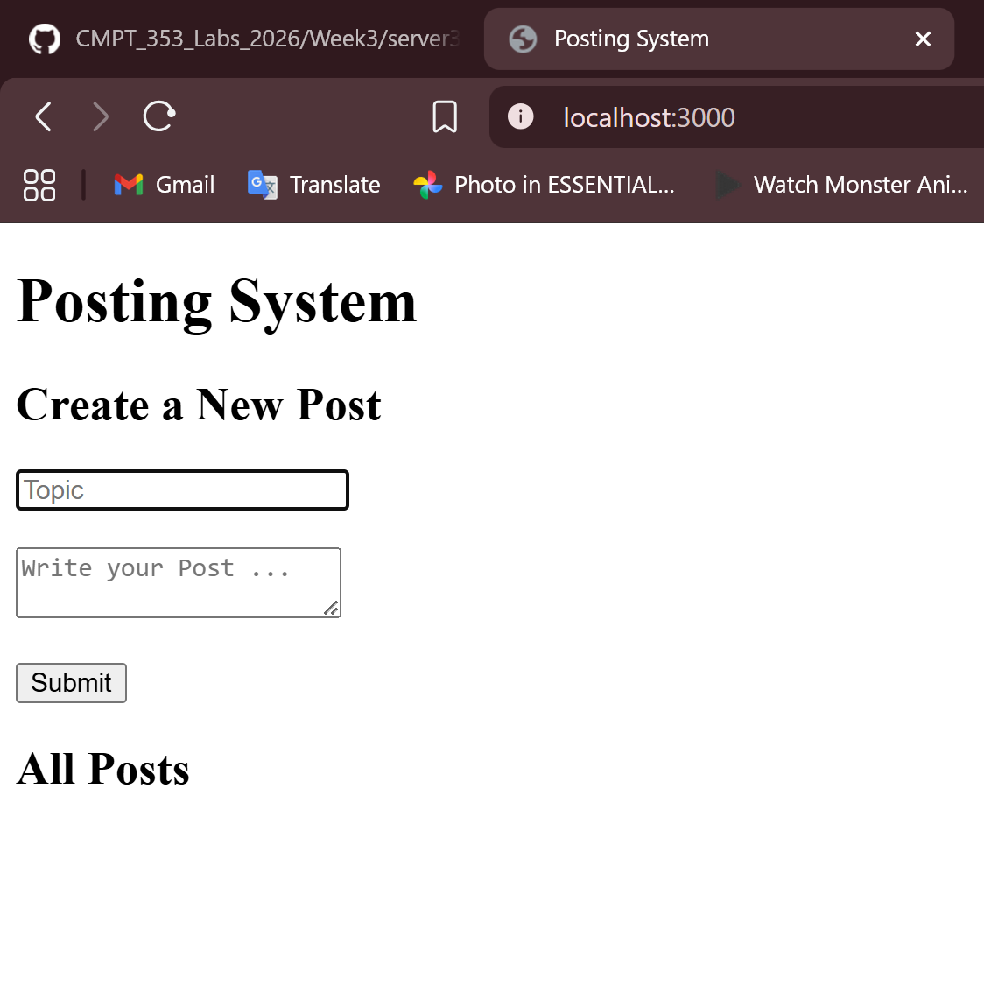 CMPT_353_Labs_2026/Week3/server3
Posting System
localhost:3000
Gmail
Translate
Photo in ESSENTIAL...
Watch Monster Ani...
Posting System
Create a New Post
Topic
Write your Post ...
Submit
All Posts